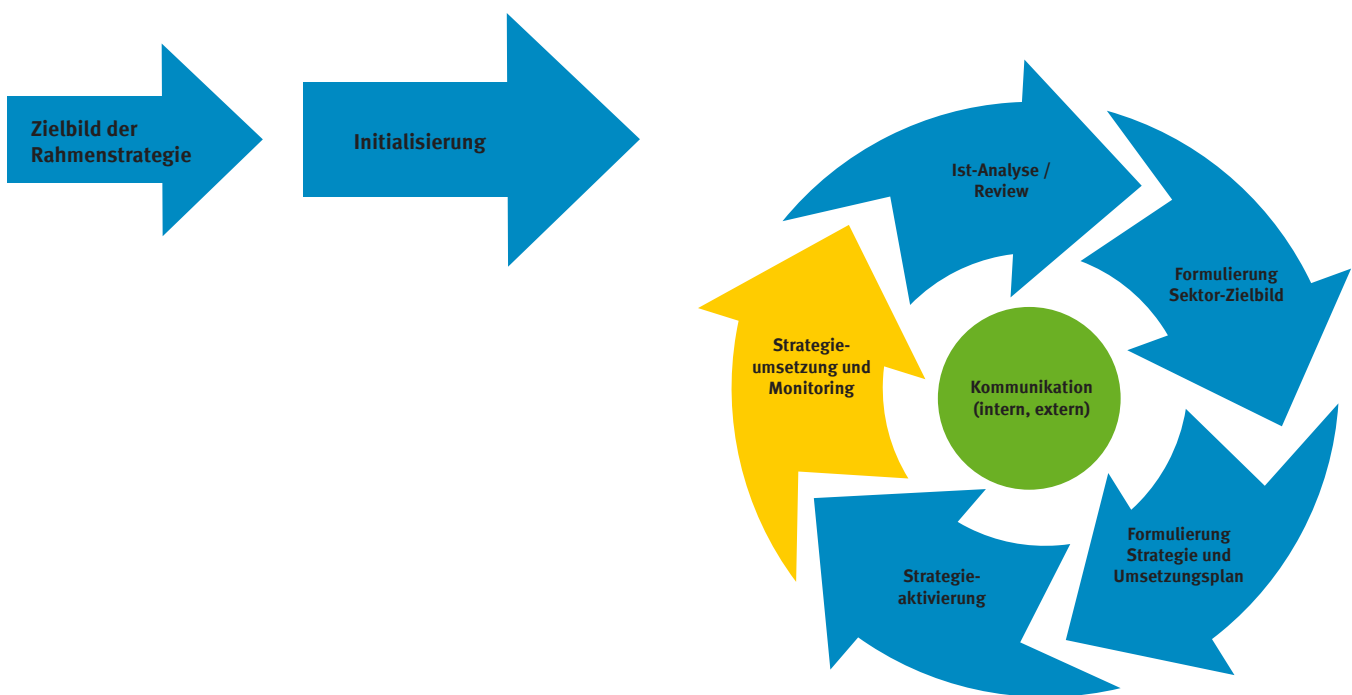 Zielbild der
Rahmenstrategie
Initialisierung
Ist-Analyse /
Review
Formulierung
Sektor-Zielbild
Formulierung
Strategie und
Umsetzungsplan
Strategie-
aktivierung
Strategie-
umsetzung und
Monitoring
Kommunikation
(intern, extern)